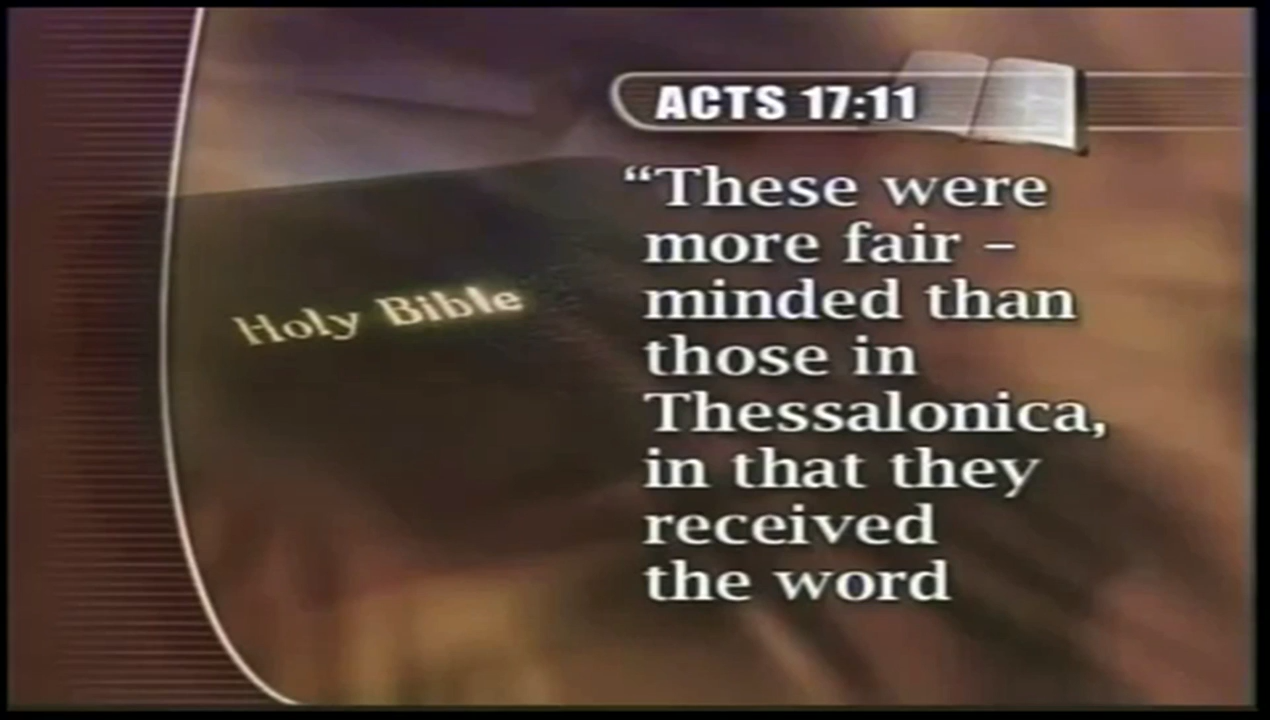 ACTS 17:11
Holy Bible
“These were
more fair –
minded than
those in
Thessalonica,
in that they
received
the word